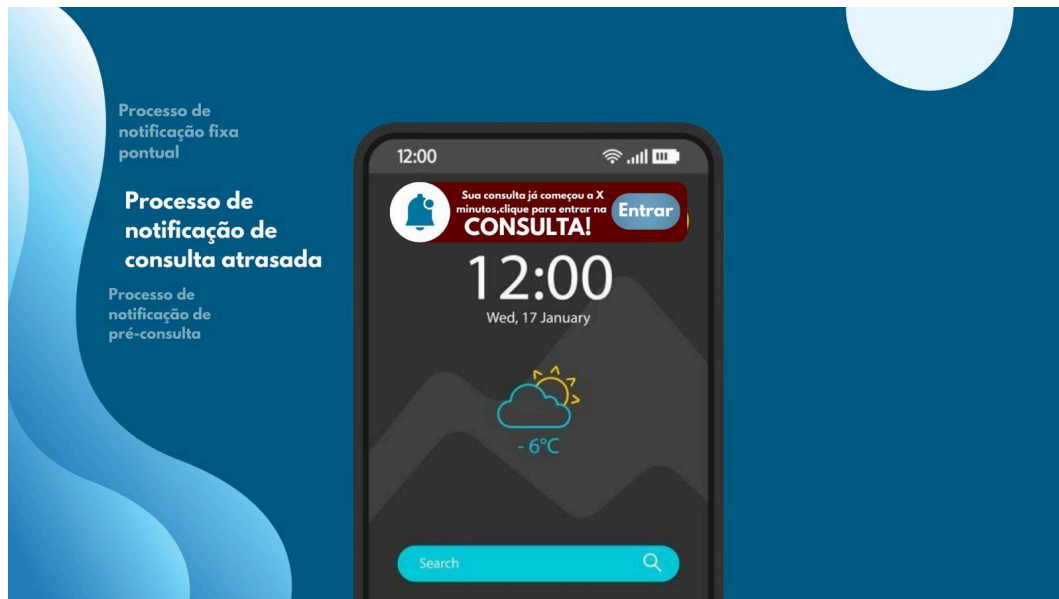 Processo de
notificação fixa
pontual
Processo de
notificação de
consulta atrasada
Processo de
notificação de
pré-consulta
12:00
Sua consulta já começou a X
minutos,clique para entrar na
CONSULTA!
Entrar
12:00
Wed, 17 January
- 6°C
Search